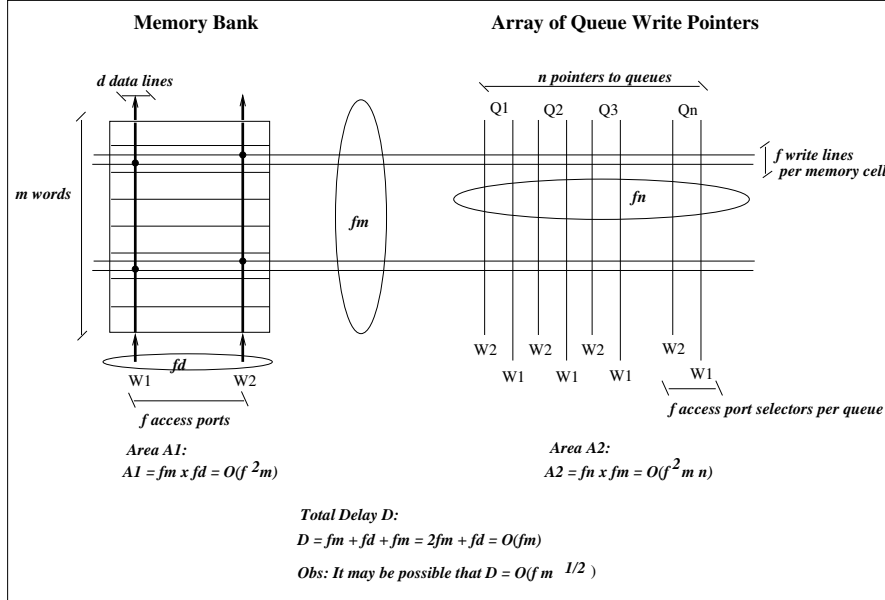 Memory Bank
Array of Queue Write Pointers
d data lines
n pointers to queues
Q1 Q2 Q3 Qn
f write lines
per memory cell
m words
fm
fn
fd
W1 W2
W2 W2 W2 W2
W1 W1 W1 W1
f access ports
f access port selectors per queue
Area A1:
A1 = fm x fd = O(f 2m)
Area A2:
A2 = fn x fm = O(f2 m n)
Total Delay D:
D = fm + fd + fm = 2fm + fd = O(fm)
Obs: It may be possible that D = O(f m 1/2 )